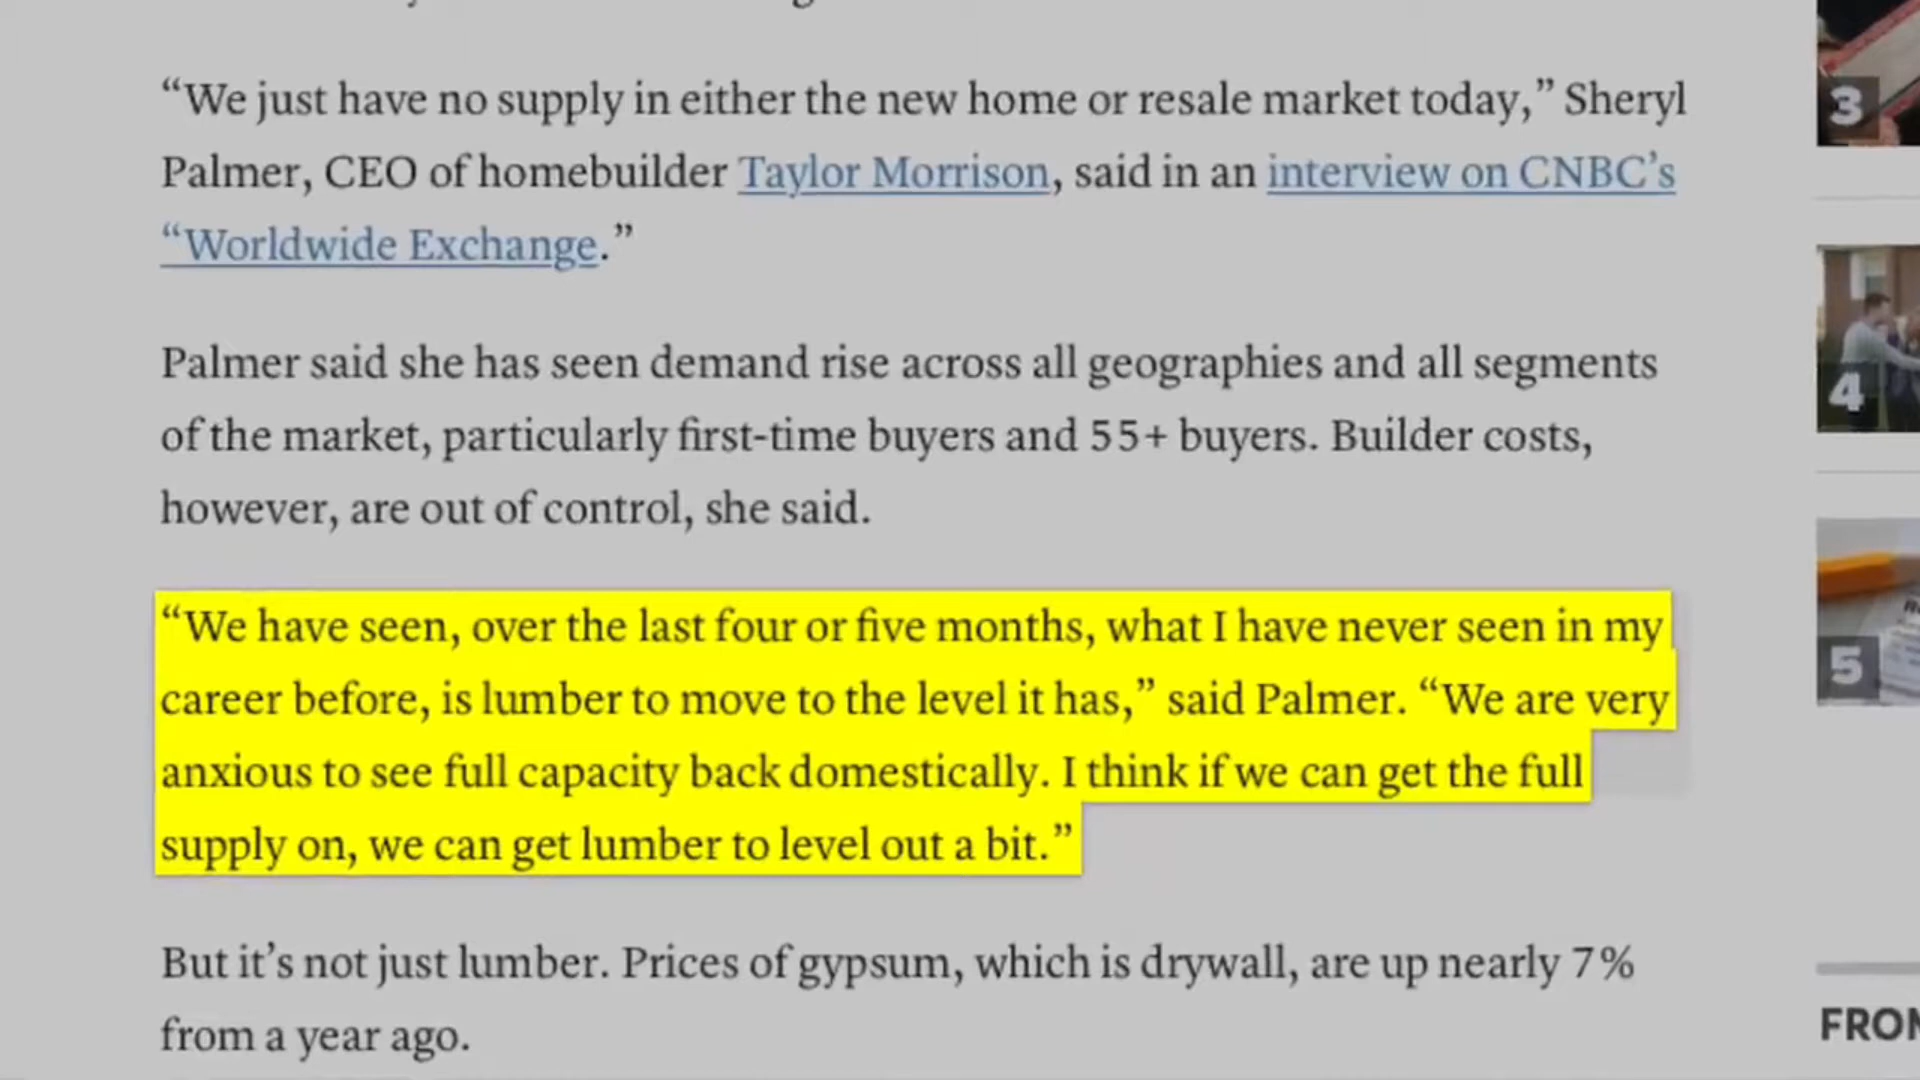 “We just have no supply in either the new home or resale market today,” Sheryl
Palmer, CEO of homebuilder Taylor Morrison, said in an interview on CNBC’s
“Worldwide Exchange.”
Palmer said she has seen demand rise across all geographies and all segments
of the market, particularly first-time buyers and 55+ buyers. Builder costs,
however, are out of control, she said.
“We have seen, over the last four or five months, what I have never seen in my
career before, is lumber to move to the level it has,” said Palmer. “We are very
anxious to see full capacity back domestically. I think if we can get the full
supply on, we can get lumber to level out a bit.”
But it’s not just lumber. Prices of gypsum, which is drywall, are up nearly 7%
from a year ago.
3
4
5